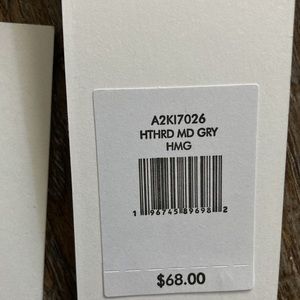 A2KI7026
HTHRD MD GRY
HMG
1 96745 89698 2
$68.00